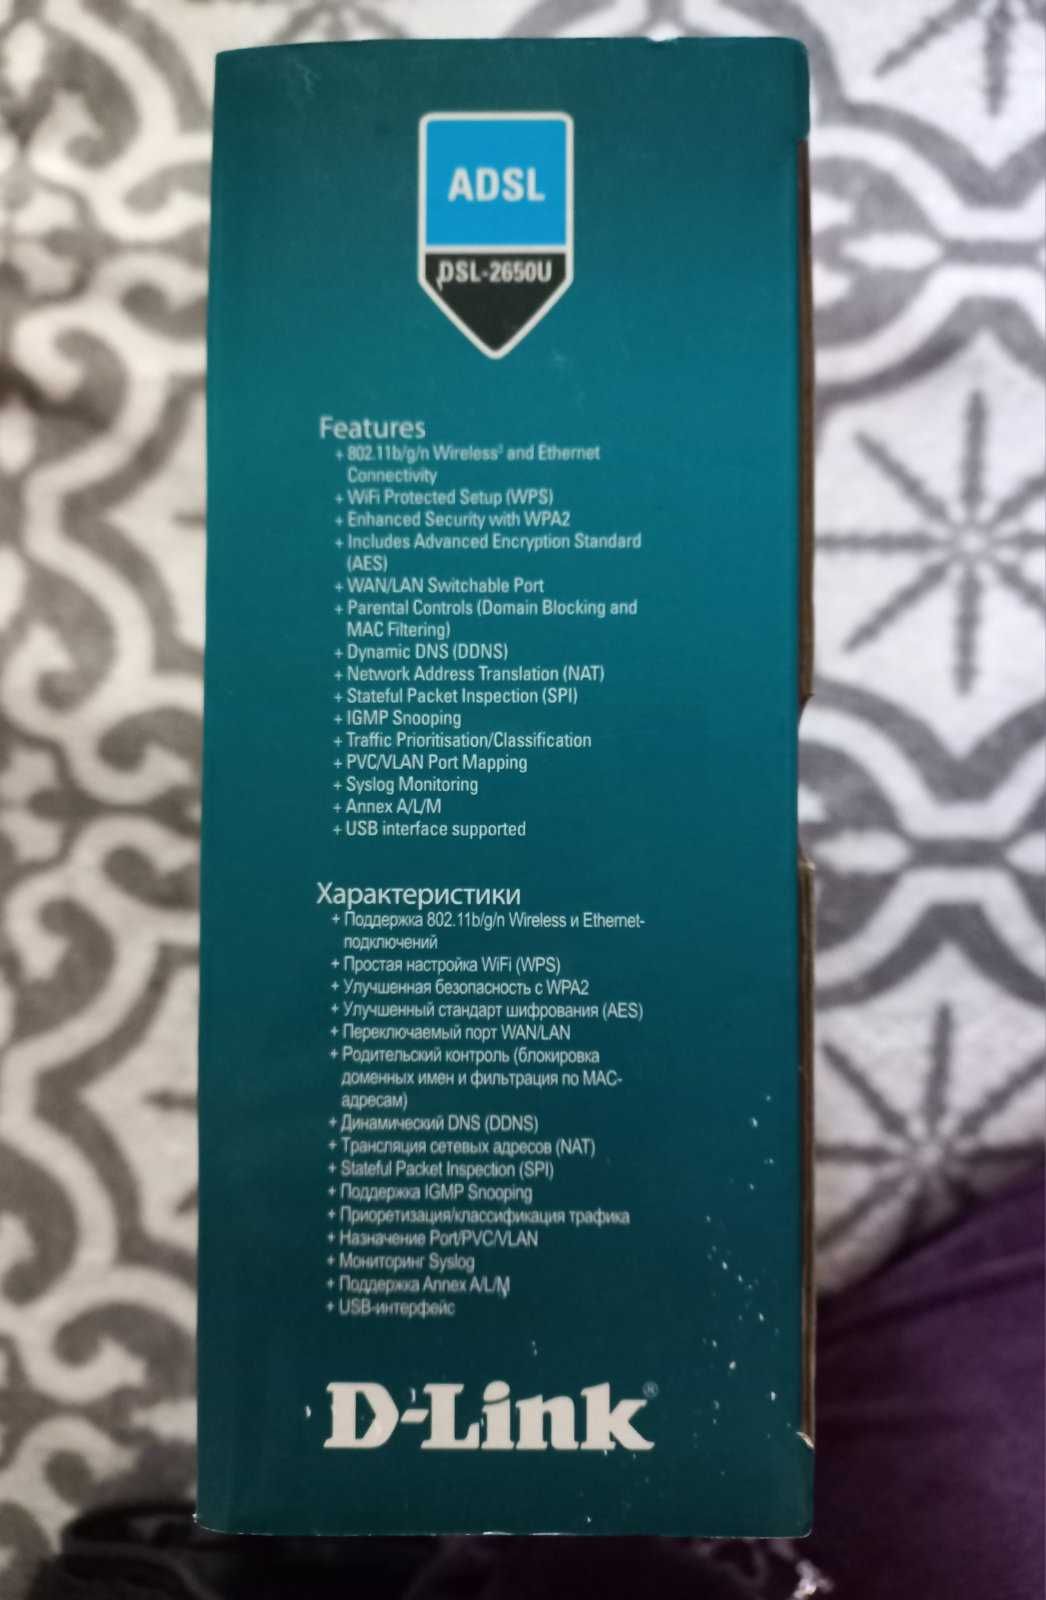 ADSL
DSL-2650U
Features
+ 802.11b/g/n Wireless² and Ethernet
Connectivity
+ WiFi Protected Setup (WPS)
+ Enhanced Security with WPA2
+ Includes Advanced Encryption Standard
(AES)
+ WAN/LAN Switchable Port
+ Parental Controls (Domain Blocking and
MAC Filtering)
+ Dynamic DNS (DDNS)
+ Network Address Translation (NAT)
+ Stateful Packet Inspection (SPI)
+ IGMP Snooping
+ Traffic Prioritisation/Classification
+ PVC/VLAN Port Mapping
+ Syslog Monitoring
+ Annex A/L/M
+ USB interface supported
Характеристики
+ Поддержка 802.11b/g/n Wireless и Ethernet-
подключений
+ Простая настройка WiFi (WPS)
+ Улучшенная безопасность с WPA2
+ Улучшенный стандарт шифрования (AES)
+ Переключаемый порт WAN/LAN
+ Родительский контроль (блокировка
доменных имен и фильтрация по MAC-
адресам)
+ Динамический DNS (DDNS)
+ Трансляция сетевых адресов (NAT)
+ Stateful Packet Inspection (SPI)
+ Поддержка IGMP Snooping
+ Приоретизация/классификация трафика
+ Назначение Port/PVC/VLAN
+ Мониторинг Syslog
+ Поддержка Annex A/L/M
+ USB-интерфейс
D-Link®